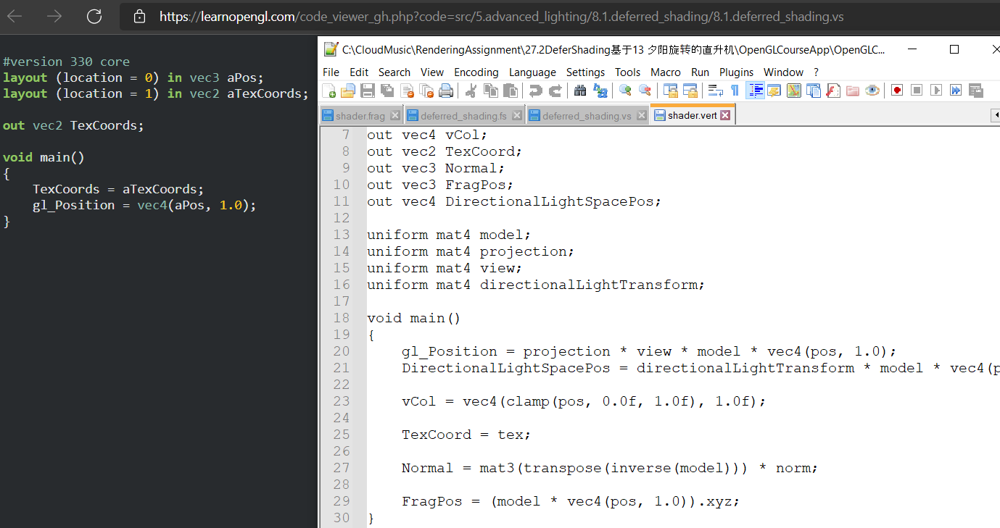 https://learnopengl.com/code_viewer_gh.php?code=src/5.advanced_lighting/8.1.deferred_shading/8.1.deferred_shading.vs
#version 330 core
layout (location = 0) in vec3 aPos;
layout (location = 1) in vec2 aTexCoords;
out vec2 TexCoords;
void main()
{
    TexCoords = aTexCoords;
    gl_Position = vec4(aPos, 1.0);
}
C:\CloudMusic\RenderingAssignment\27.2DeferShading基于13 夕阳旋转的直升机\OpenGLCourseApp\OpenGLC...
File Edit Search View Encoding Language Settings Tools Macro Run Plugins Window ?
shader.frag deferred_shading.fs deferred_shading.vs shader.vert
7 out vec4 vCol;
8 out vec2 TexCoord;
9 out vec3 Normal;
10 out vec3 FragPos;
11 out vec4 DirectionalLightSpacePos;
12
13 uniform mat4 model;
14 uniform mat4 projection;
15 uniform mat4 view;
16 uniform mat4 directionalLightTransform;
17
18 void main()
19 {
20     gl_Position = projection * view * model * vec4(pos, 1.0);
21     DirectionalLightSpacePos = directionalLightTransform * model * vec4(p
22
23     vCol = vec4(clamp(pos, 0.0f, 1.0f), 1.0f);
24
25     TexCoord = tex;
26
27     Normal = mat3(transpose(inverse(model))) * norm;
28
29     FragPos = (model * vec4(pos, 1.0)).xyz;
30 }